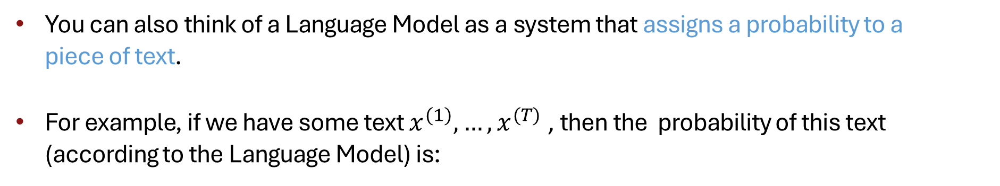 • You can also think of a Language Model as a system that assigns a probability to a
piece of text.
• For example, if we have some text x⁽¹⁾, … , x⁽ᵀ⁾ , then the probability of this text
(according to the Language Model) is: